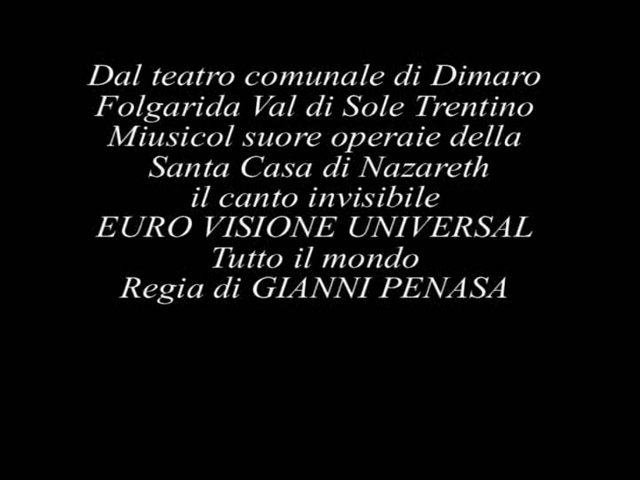 Dal teatro comunale di Dimaro
Folgarida Val di Sole Trentino
Miusicol suore operaie della
Santa Casa di Nazareth
il canto invisibile
EURO VISIONE UNIVERSAL
Tutto il mondo
Regia di GIANNI PENASA